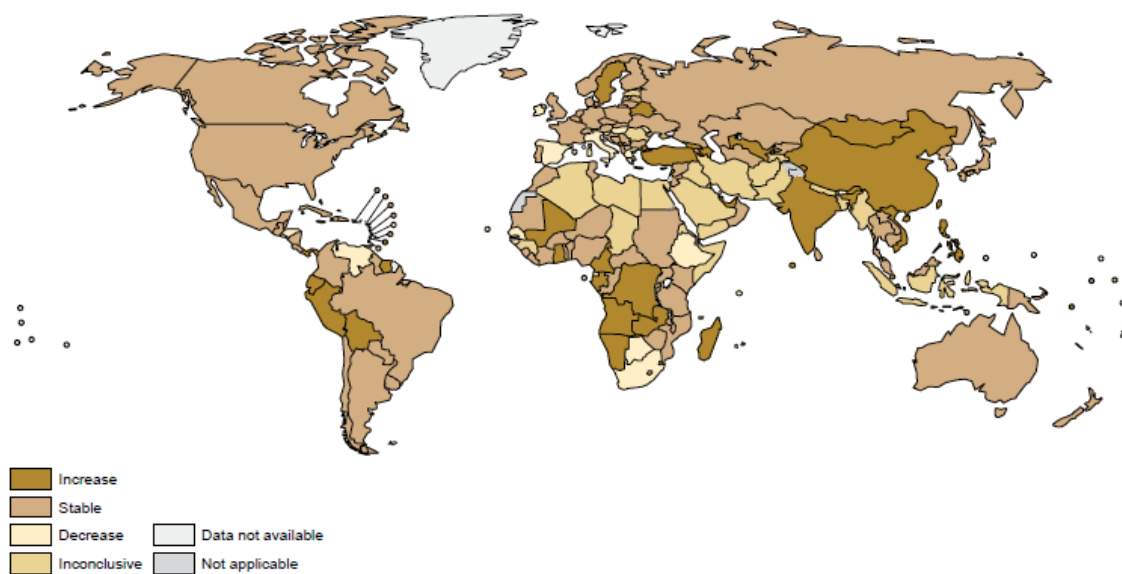 Increase
Stable
Decrease
Data not available
Inconclusive
Not applicable